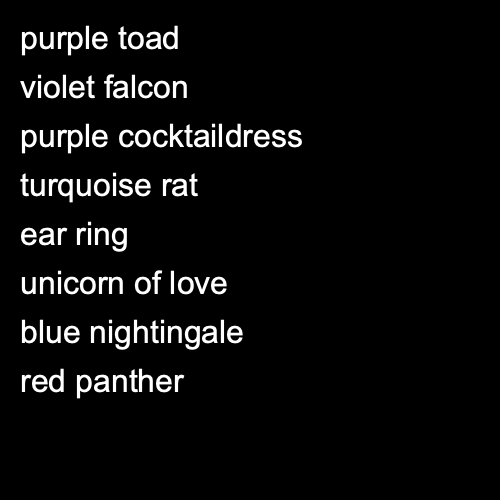 purple toad
violet falcon
purple cocktaildress
turquoise rat
ear ring
unicorn of love
blue nightingale
red panther